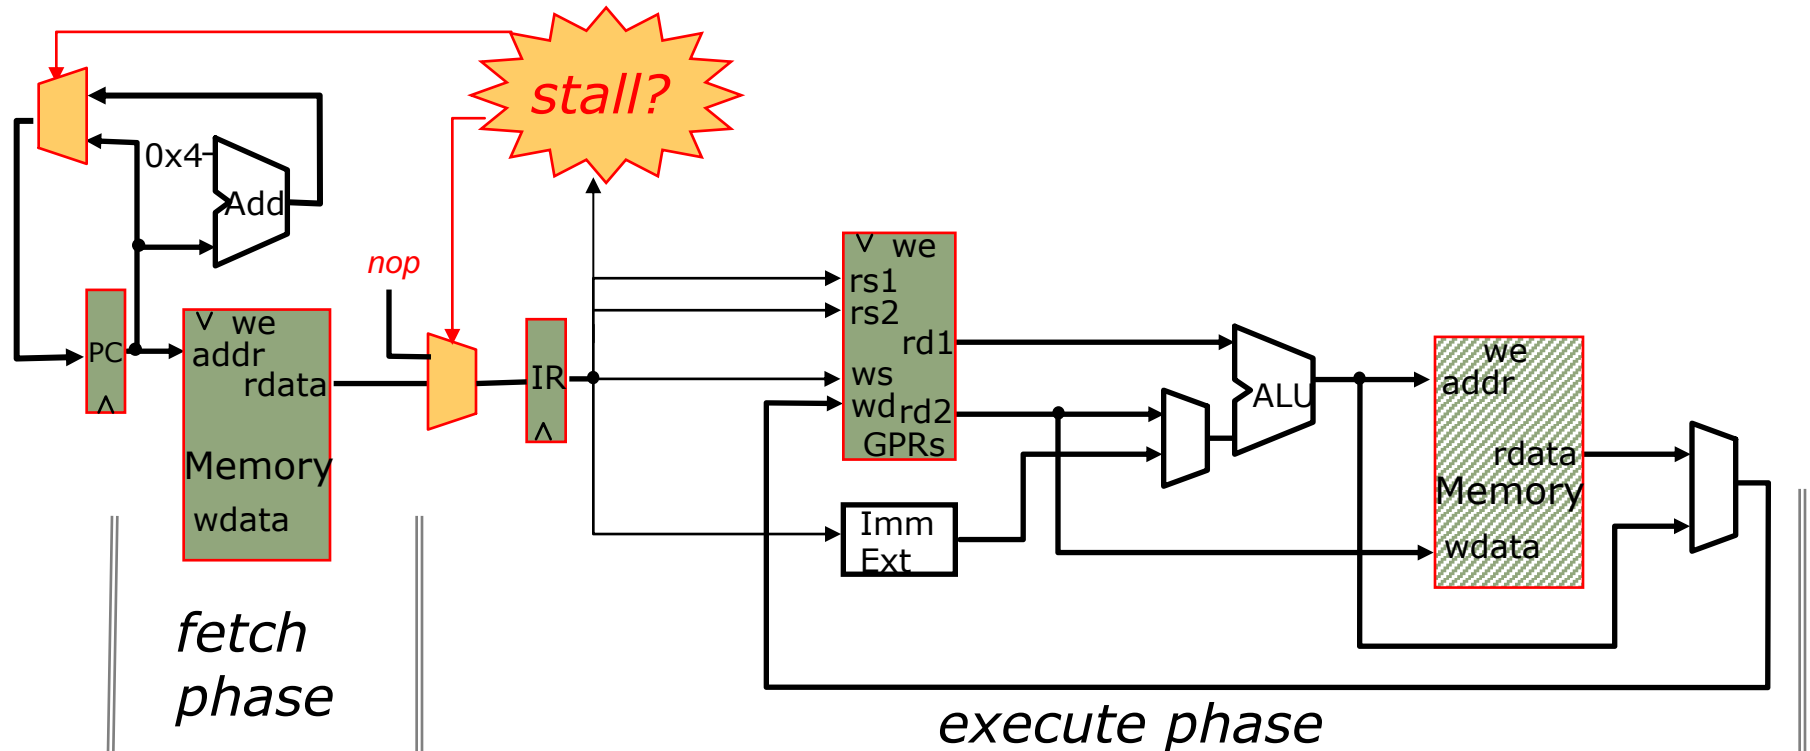 stall?
0x4
Add
nop
PC
we
addr
rdata
Memory
wdata
IR
we
rs1
rs2
rd1
ws
wd rd2
GPRs
Imm
Ext
ALU
we
addr
rdata
Memory
wdata
fetch
phase
execute phase